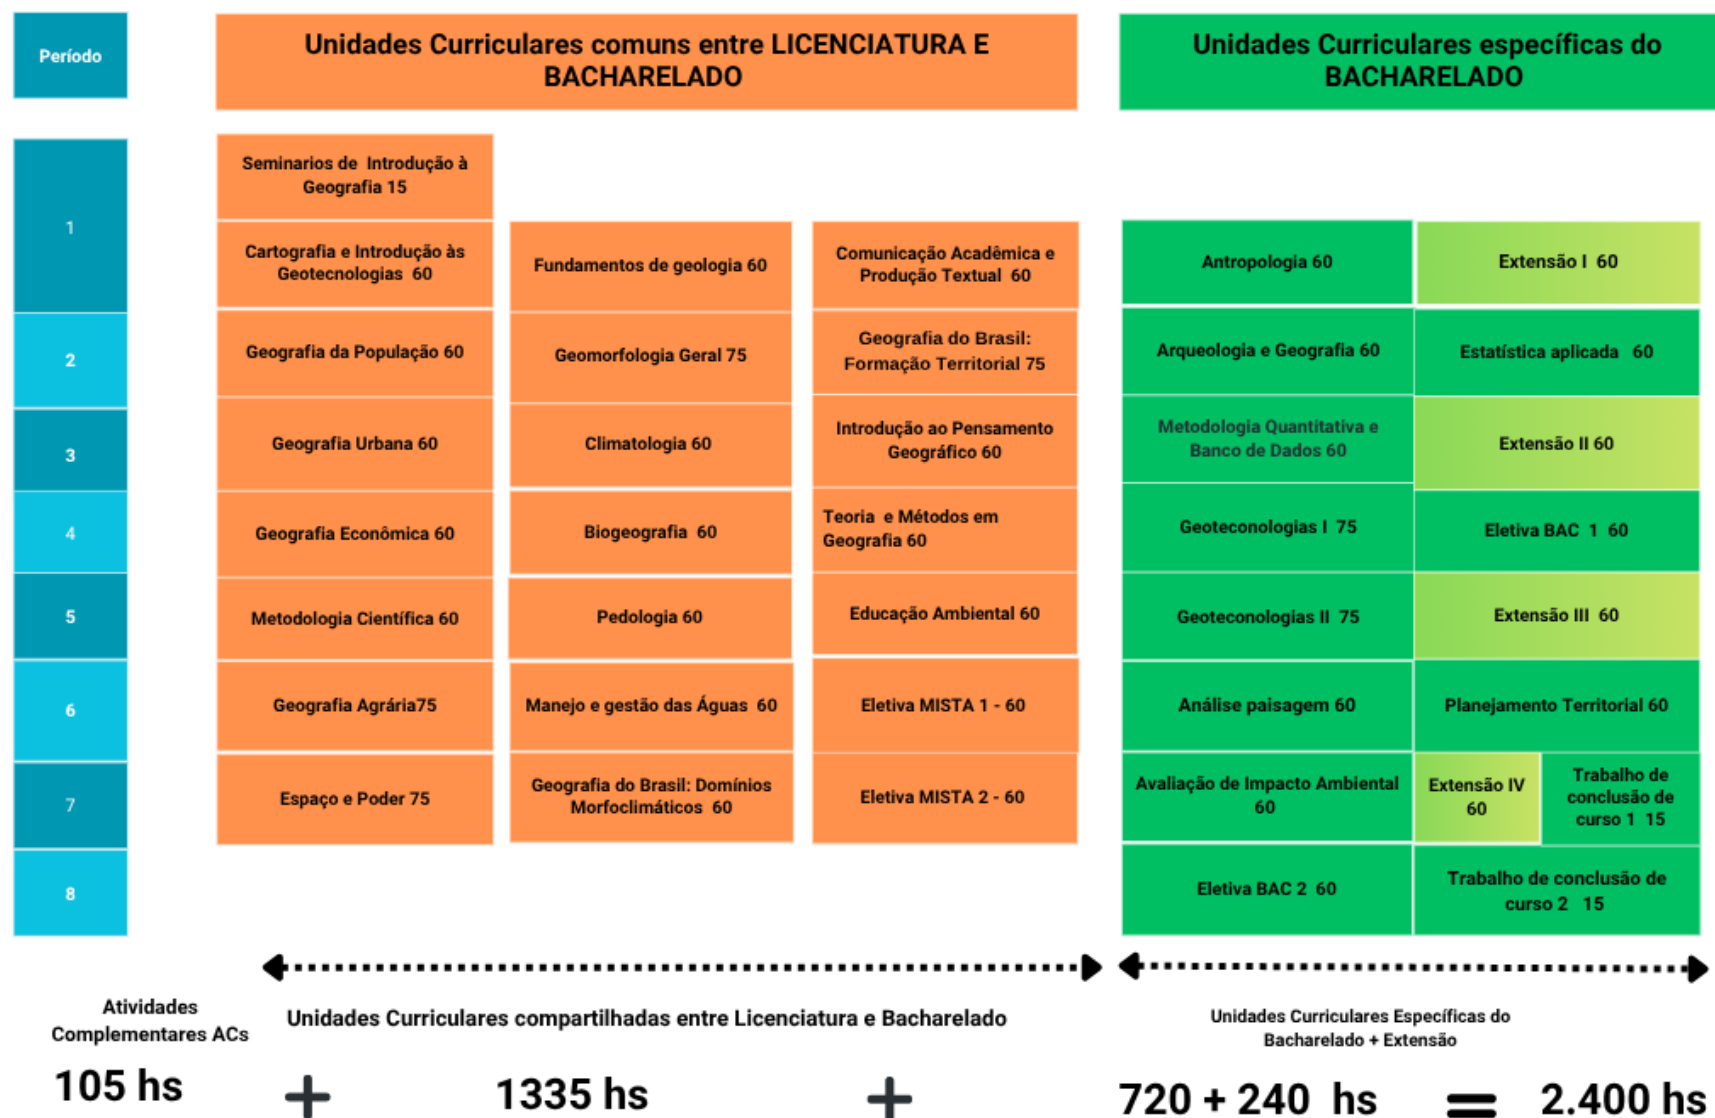 Período
Unidades Curriculares comuns entre LICENCIATURA E
BACHARELADO
Unidades Curriculares específicas do
BACHARELADO
1
Seminarios de Introdução à
Geografia 15
Cartografia e Introdução às
Geotecnologias 60
Fundamentos de geologia 60
Comunicação Acadêmica e
Produção Textual 60
Antropologia 60
Extensão I 60
2
Geografia da População 60
Geomorfologia Geral 75
Geografia do Brasil:
Formação Territorial 75
Arqueologia e Geografia 60
Estatística aplicada 60
3
Geografia Urbana 60
Climatologia 60
Introdução ao Pensamento
Geográfico 60
Metodologia Quantitativa e
Banco de Dados 60
Extensão II 60
4
Geografia Econômica 60
Biogeografia 60
Teoria e Métodos em
Geografia 60
Geoteconologias I 75
Eletiva BAC 1 60
5
Metodologia Científica 60
Pedologia 60
Educação Ambiental 60
Geoteconologias II 75
Extensão III 60
6
Geografia Agrária75
Manejo e gestão das Águas 60
Eletiva MISTA 1 - 60
Análise paisagem 60
Planejamento Territorial 60
7
Espaço e Poder 75
Geografia do Brasil: Domínios
Morfoclimáticos 60
Eletiva MISTA 2 - 60
Avaliação de Impacto Ambiental
60
Extensão IV
60
Trabalho de
conclusão de
curso 1 15
8
Eletiva BAC 2 60
Trabalho de conclusão de
curso 2 15
Atividades
Complementares ACs
Unidades Curriculares compartilhadas entre Licenciatura e Bacharelado
Unidades Curriculares Específicas do
Bacharelado + Extensão
105 hs + 1335 hs + 720 + 240 hs = 2.400 hs